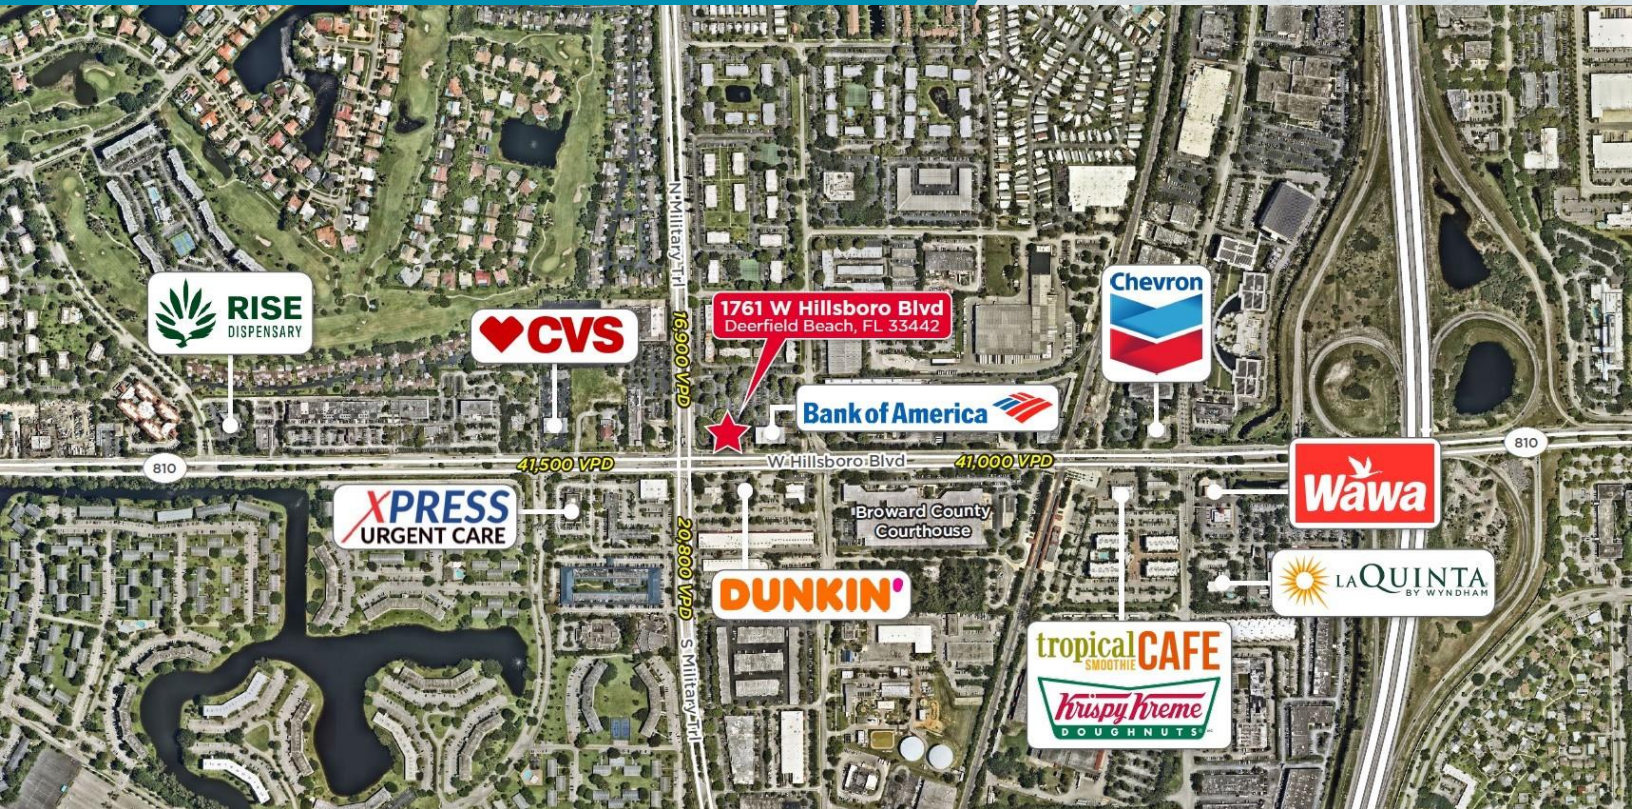 N Military Trl
16,900 VPD
RISE
DISPENSARY
CVS
1761 W Hillsboro Blvd
Deerfield Beach, FL 33442
Chevron
Bank of America
810
41,500 VPD
W Hillsboro Blvd
41,000 VPD
810
XPRESS
URGENT CARE
Broward County
Courthouse
Wawa
20,800 VPD
DUNKIN'
LAQUINTA
BY WYNDHAM
S Military Trl
tropical CAFE
SMOOTHIE
Krispy Kreme
DOUGHNUTS